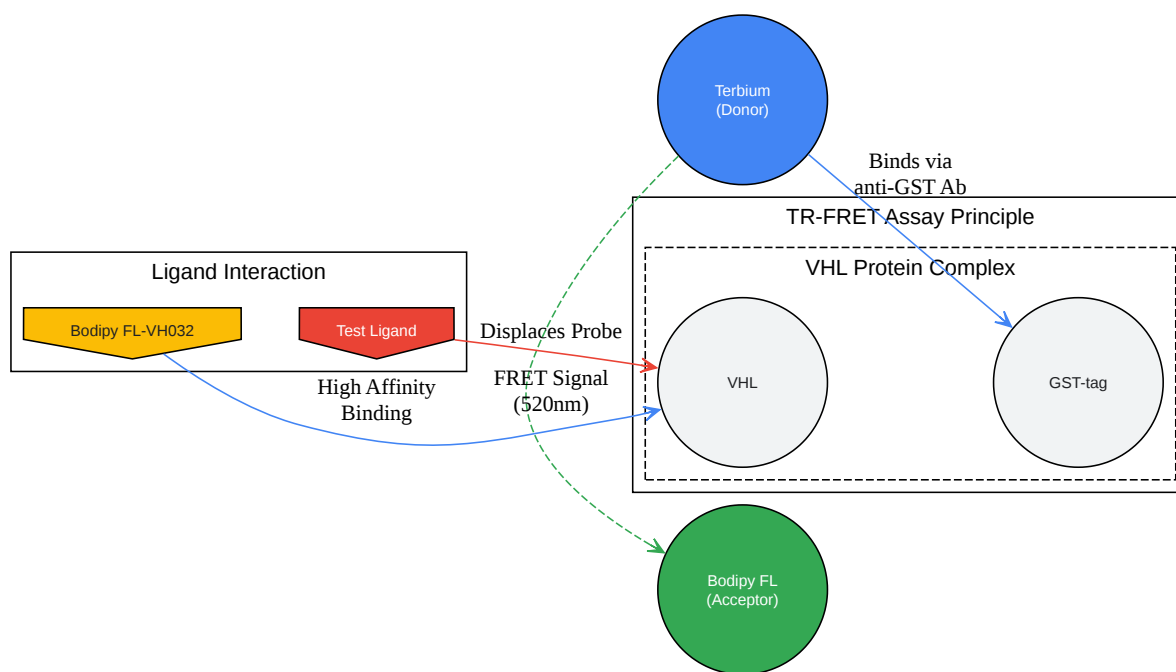 Terbium
(Donor)
Binds via
anti-GST Ab
TR-FRET Assay Principle
VHL Protein Complex
Ligand Interaction
Bodipy FL-VH032
Test Ligand
Displaces Probe
High Affinity
Binding
FRET Signal
(520nm)
VHL
GST-tag
Bodipy FL
(Acceptor)